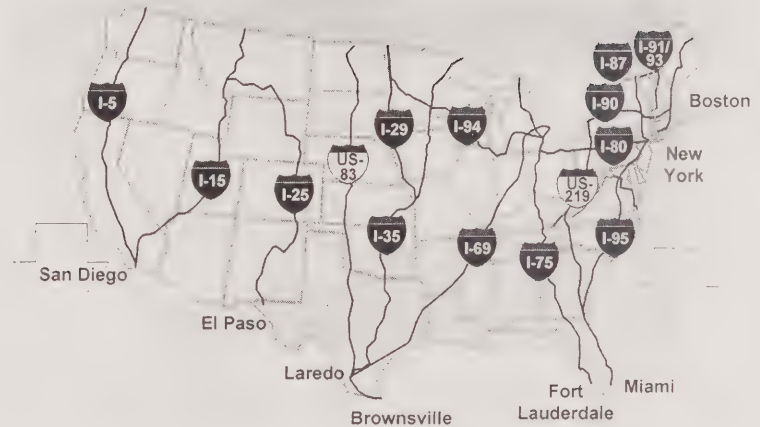 I-5
I-15
I-25
US-
83
I-29
I-94
I-35
I-69
I-75
US-
219
I-95
I-80
I-90
I-87
I-91/
93
Boston
New
York
San Diego
El Paso
Laredo
Brownsville
Fort
Lauderdale
Miami